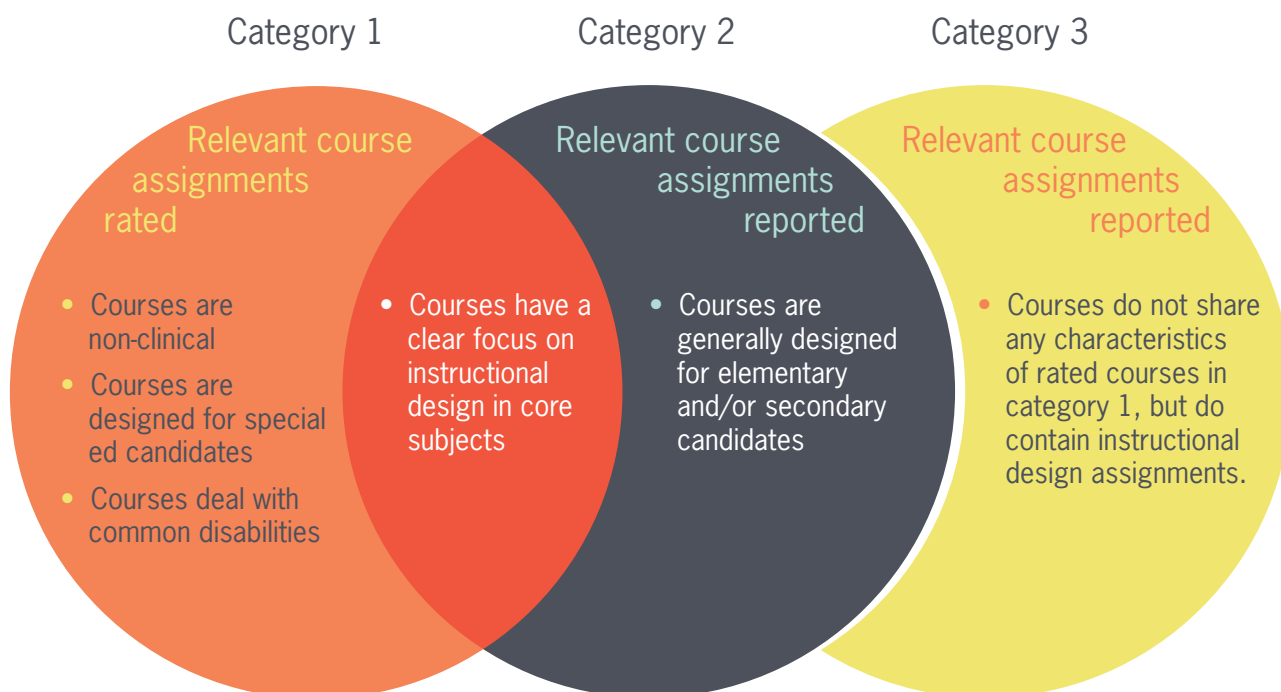 Category 1
Category 2
Category 3
Relevant course
assignments
rated
• Courses are
non-clinical
• Courses are
designed for special
ed candidates
• Courses deal with
common disabilities
• Courses have a
clear focus on
instructional
design in core
subjects
Relevant course
assignments
reported
• Courses are
generally designed
for elementary
and/or secondary
candidates
Relevant course
assignments
reported
• Courses do not share
any characteristics
of rated courses in
category 1, but do
contain instructional
design assignments.